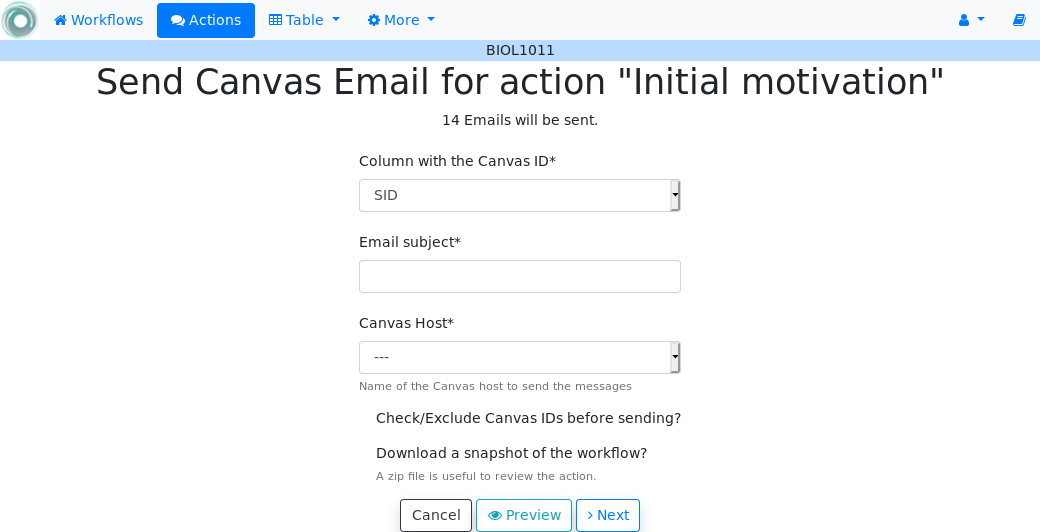 Workflows Actions Table More
BIOL1011
Send Canvas Email for action "Initial motivation"
14 Emails will be sent.
Column with the Canvas ID*
SID
Email subject*
Canvas Host*
---
Name of the Canvas host to send the messages
Check/Exclude Canvas IDs before sending?
Download a snapshot of the workflow?
A zip file is useful to review the action.
Cancel Preview Next